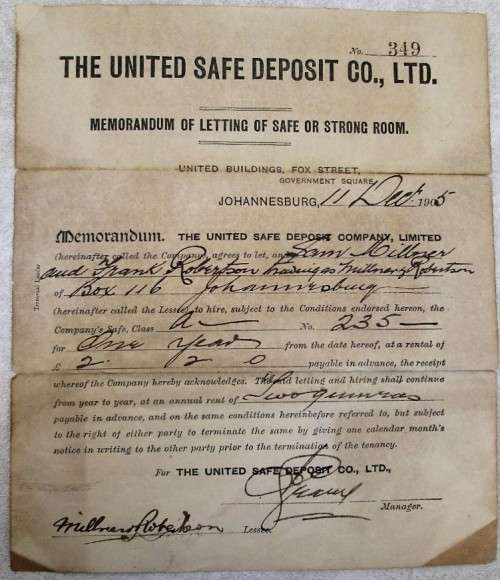 No. 349
THE UNITED SAFE DEPOSIT CO., LTD.
MEMORANDUM OF LETTING OF SAFE OR STRONG ROOM.
UNITED BUILDINGS, FOX STREET,
GOVERNMENT SQUARE,
JOHANNESBURG, 11 Dec. 1905
Memorandum. THE UNITED SAFE DEPOSIT COMPANY, LIMITED
(hereinafter called the Company), agrees to let, and Sam Millner
and Frank Robertson trading as Millner & Robertson
of Box 116 Johannesburg
(hereinafter called the Lessee) to hire, subject to the Conditions endorsed hereon, the
Company's Safe, Class A No. 235
for One year from the date hereof, at a rental of
£ 2 2 0 payable in advance, the receipt
whereof the Company hereby acknowledges. The said letting and hiring shall continue
from year to year, at an annual rent of Two guineas
payable in advance, and on the same conditions hereinbefore referred to, but subject
to the right of either party to terminate the same by giving one calendar month's
notice in writing to the other party prior to the termination of the tenancy.
For THE UNITED SAFE DEPOSIT CO., LTD.,
Manager.
Millner & Robertson Lessee.